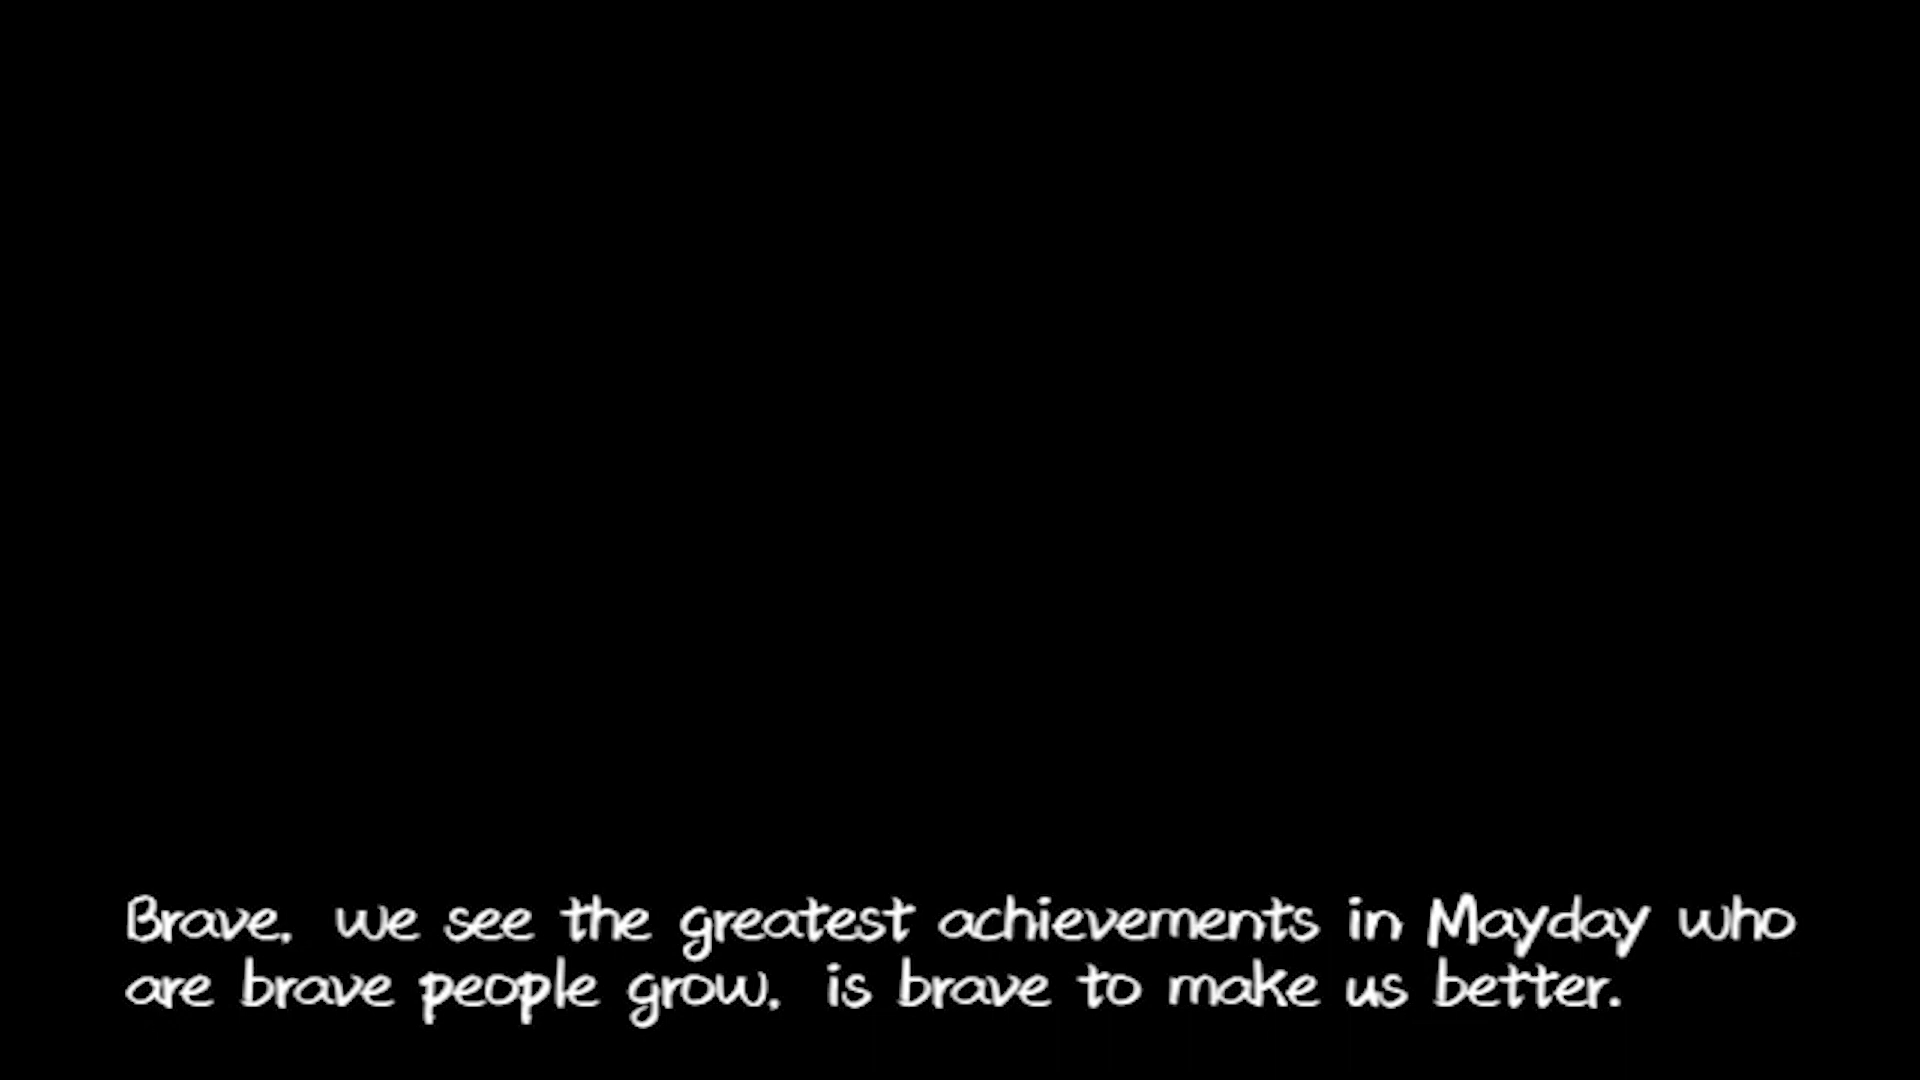 Brave, we see the greatest achievements in Mayday who
are brave people grow, is brave to make us better.